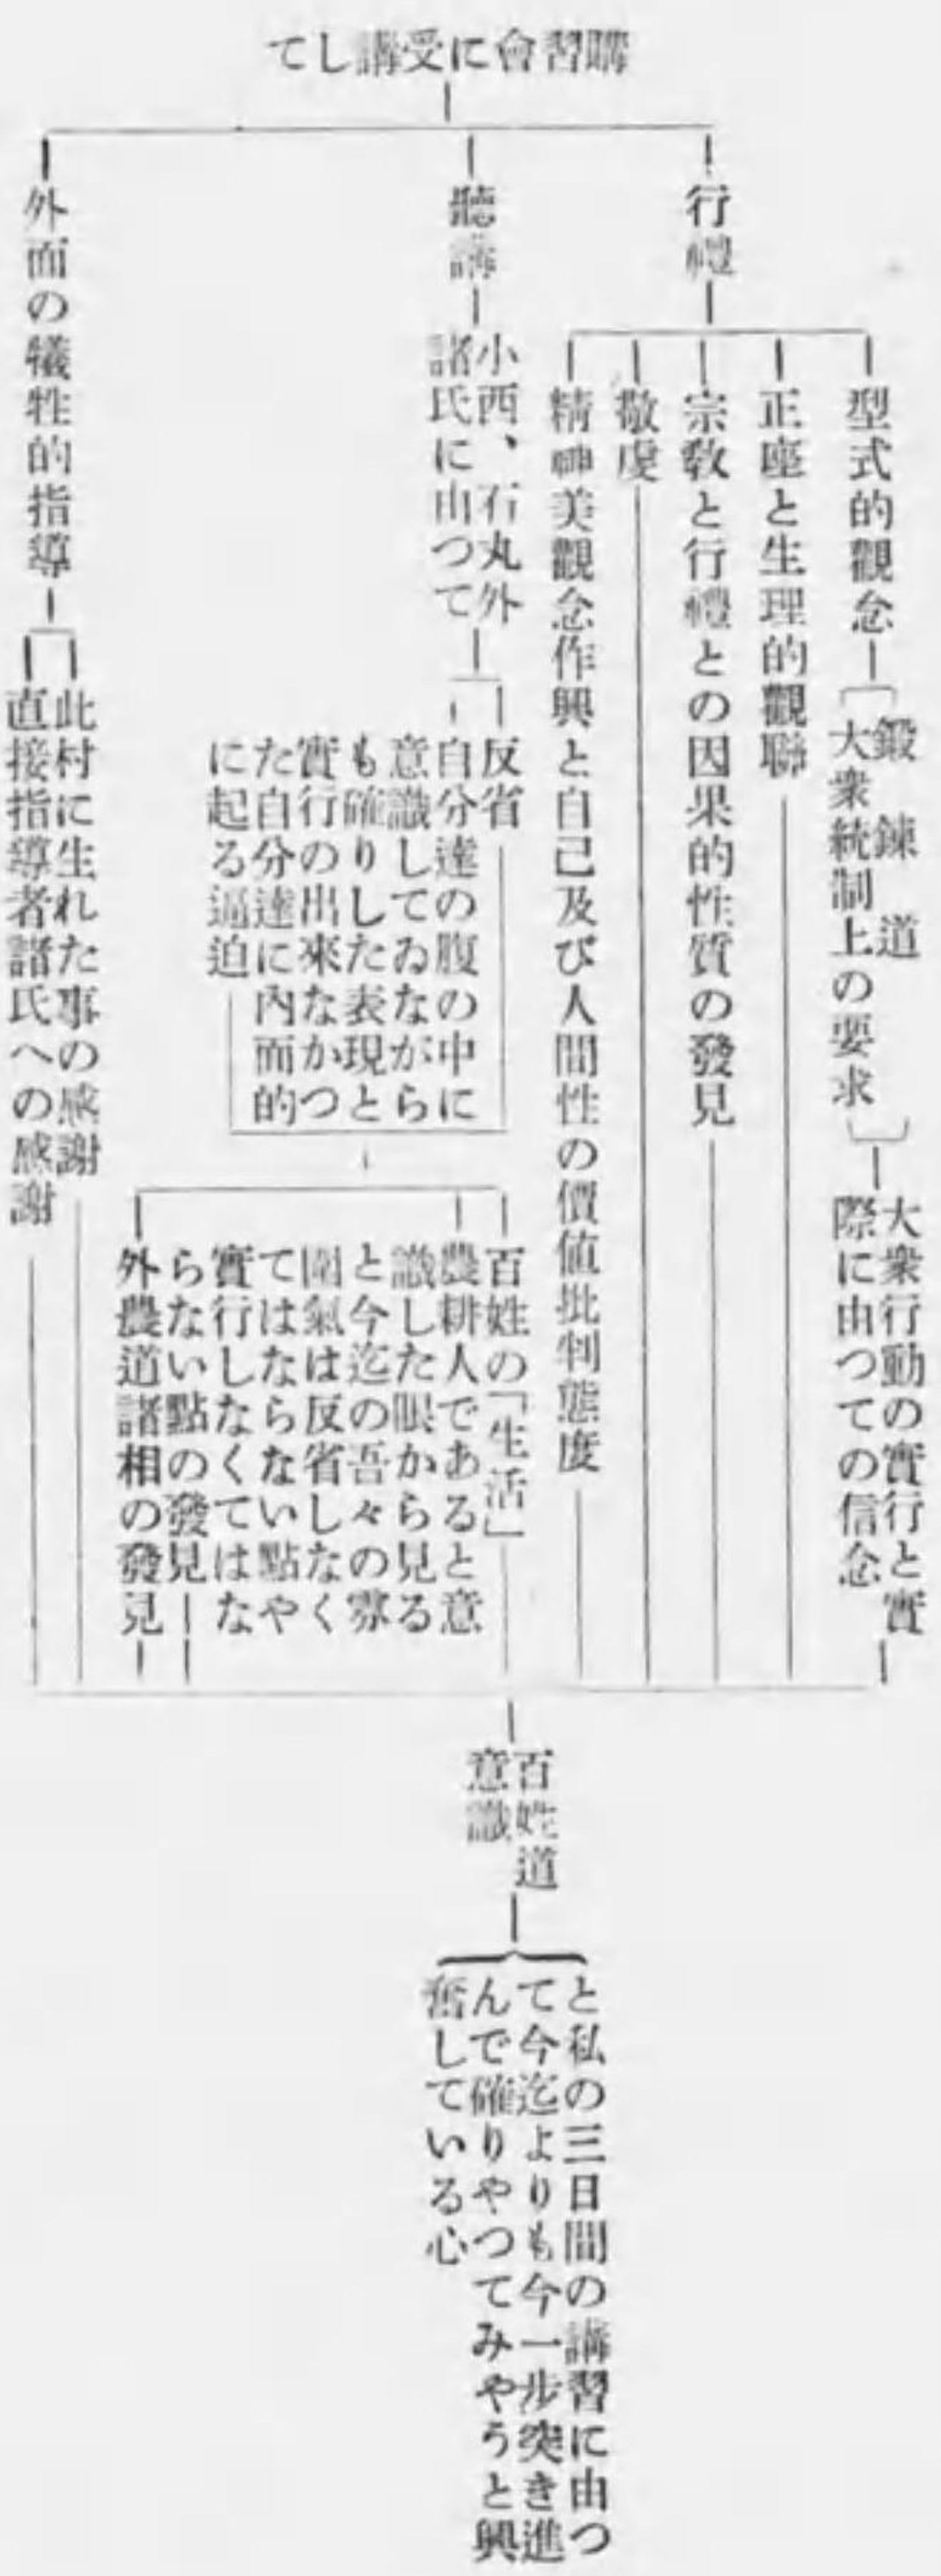 購習會に受講して
行禮
型式的觀念
鍛錬道
大衆統制上の要求
大衆行動の實行と實
際に由つての信念
正座と生理的觀聯
宗教と行禮との因果的性質の發見
敬虔
精神美觀念作興と自己及び人間性の價値批判態度
聽講
小西、石丸外
諸氏に由つて
反省
自分達の腹の中に
意識してゐながら
も確りした表現と
實行の出來なかつ
た自分達に內面的
に起る逼迫
百姓の「生活」
農耕人であると意
識した眼から見る
と今迄の吾々の雰
圍氣は反省しなく
てはならない點や
實行しなくてはな
らない點の發見
外農道諸相の發見
外面の犠牲的指導
此村に生れた事の感謝
直接指導者諸氏への感謝
百姓道
意識
と私の三日間の講習に由つ
て今迄よりも今一步突き進
んで確りやつてみやうと興
奮している心